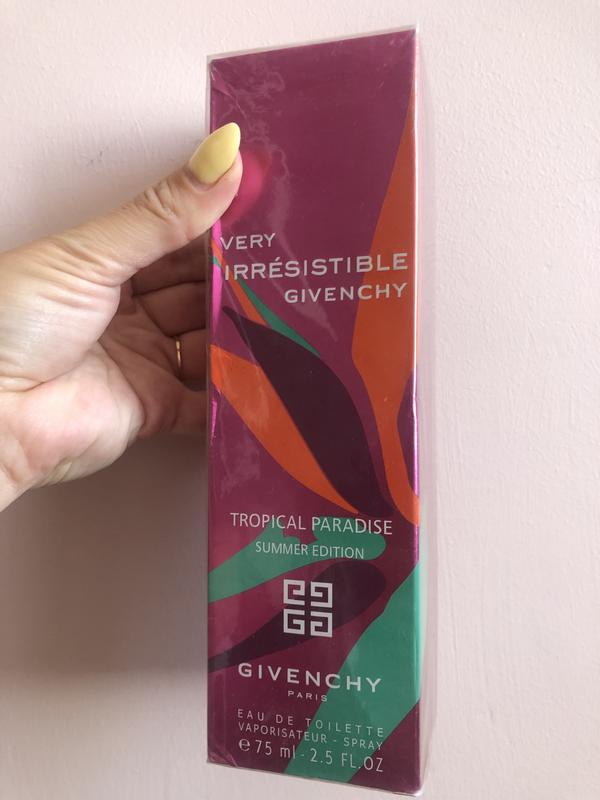 VERY
IRRÉSISTIBLE
GIVENCHY
TROPICAL PARADISE
SUMMER EDITION
GIVENCHY
PARIS
EAU DE TOILETTE
VAPORISATEUR - SPRAY
℮ 75 ml - 2.5 FL.OZ